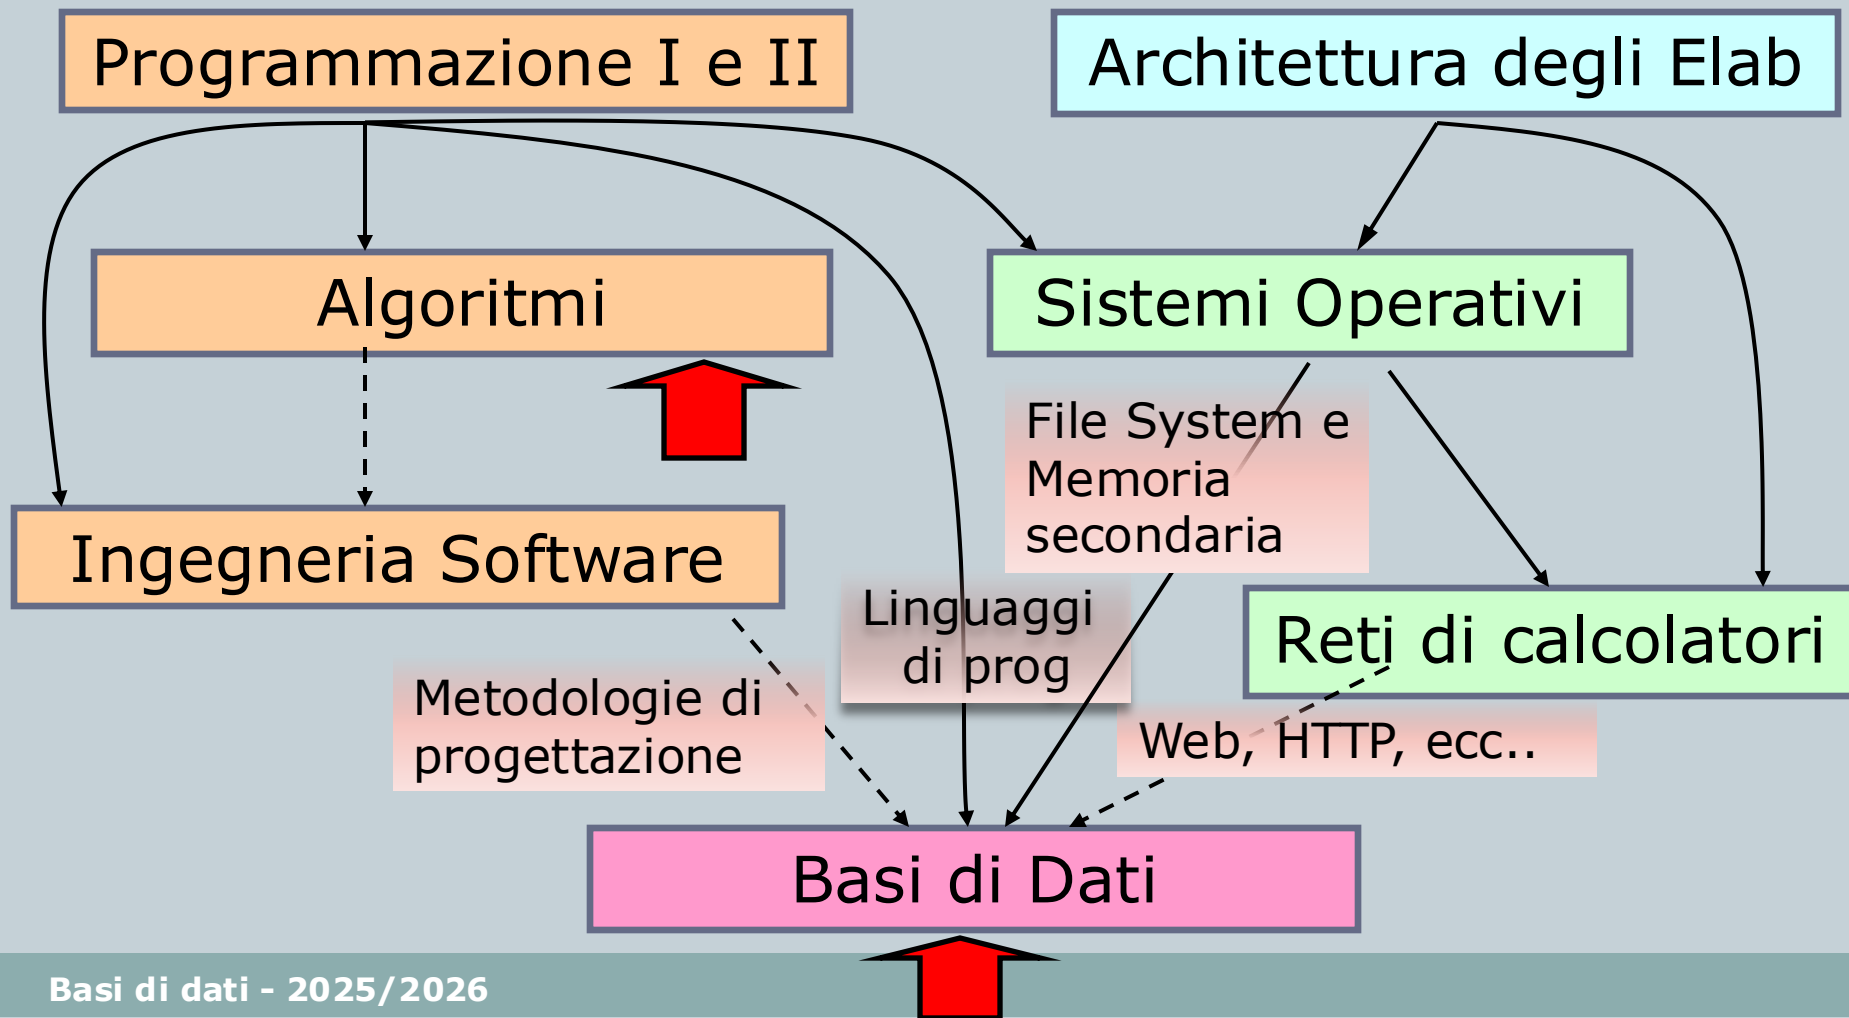 Programmazione I e II
Architettura degli Elab
Algoritmi
Sistemi Operativi
File System e
Memoria
secondaria
Ingegneria Software
Linguaggi
di prog
Reti di calcolatori
Metodologie di
progettazione
Web, HTTP, ecc..
Basi di Dati
Basi di dati - 2025/2026